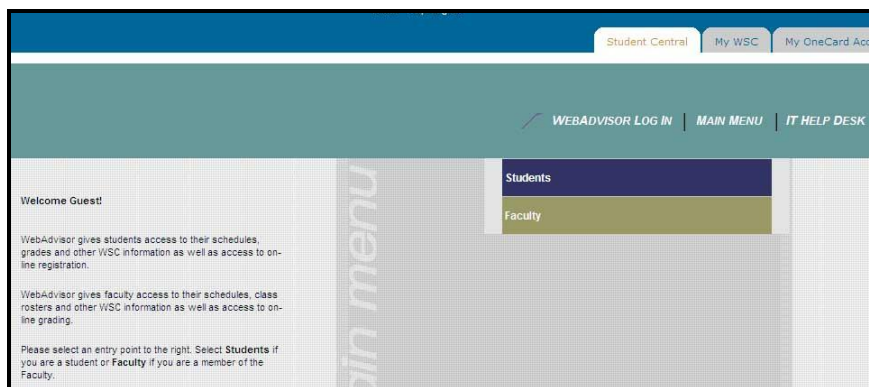 Student Central
My WSC
My OneCard Acc
WEBADVISOR LOG IN
MAIN MENU
IT HELP DESK
Students
Faculty
Welcome Guest!
WebAdvisor gives students access to their schedules,
grades and other WSC information as well as access to on-
line registration.
WebAdvisor gives faculty access to their schedules, class
rosters and other WSC information as well as access to on-
line grading.
Please select an entry point to the right. Select Students if
you are a student or Faculty if you are a member of the
Faculty.
ain menu